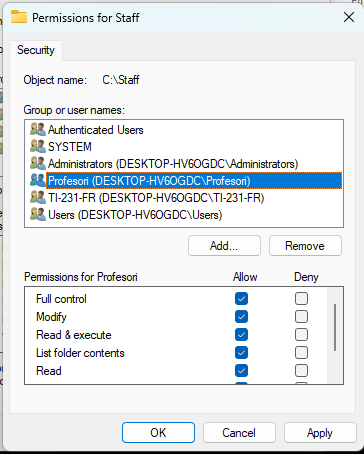 Permissions for Staff
Security
Object name: C:\Staff
Group or user names:
Authenticated Users
SYSTEM
Administrators (DESKTOP-HV6OGDC\Administrators)
Profesori (DESKTOP-HV6OGDC\Profesori)
TI-231-FR (DESKTOP-HV6OGDC\TI-231-FR)
Users (DESKTOP-HV6OGDC\Users)
Add... Remove
Permissions for Profesori Allow Deny
Full control
Modify
Read & execute
List folder contents
Read
OK Cancel Apply